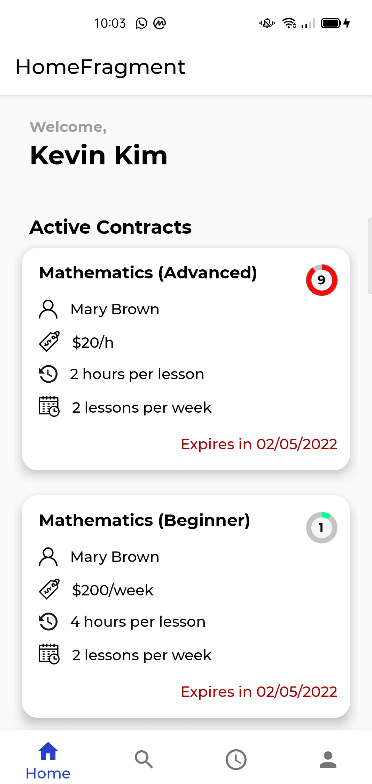 10:03
HomeFragment
Welcome,
Kevin Kim
Active Contracts
Mathematics (Advanced)
9
Mary Brown
$20/h
2 hours per lesson
2 lessons per week
Expires in 02/05/2022
Mathematics (Beginner)
1
Mary Brown
$200/week
4 hours per lesson
2 lessons per week
Expires in 02/05/2022
Home